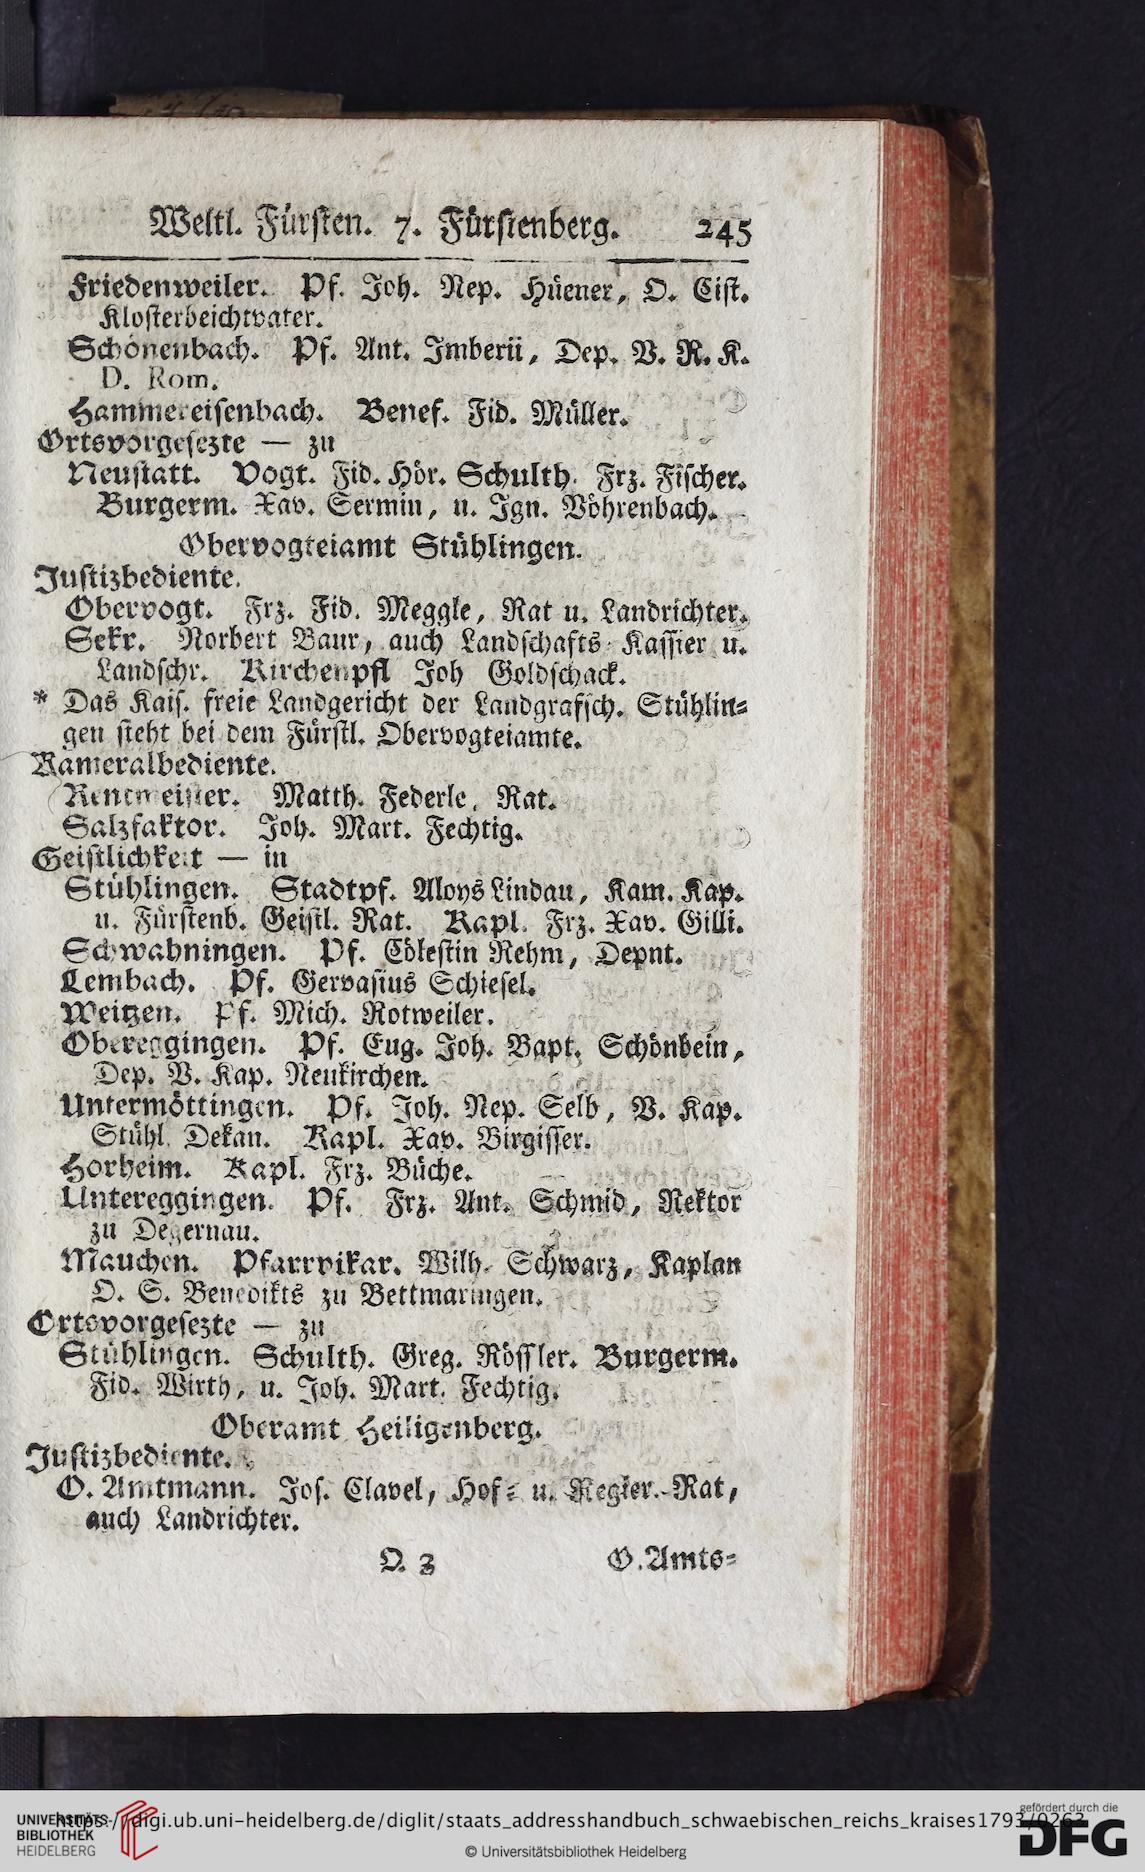 Weltl. Fürsten. 7. Fürstenberg. 245
Friedenweiler. Pf. Joh. Nep. Hüener, O. Cist.
Klosterbeichtvater.
Schönenbach. Pf. Ant. Imberii, Dep. V. R. K.
D. Rom.
Hammereisenbach. Benef. Fid. Müller.
Ortsvorgesezte — zu
Neustatt. Vogt. Fid. Hör. Schulth. Frz. Fischer.
Burgerm. Xav. Sermin, u. Ign. Vöhrenbach.
Obervogteiamt Stühlingen.
Justizbediente.
Obervogt. Frz. Fid. Meggle, Rat u. Landrichter.
Sekr. Norbert Baur, auch Landschafts Kassier u.
Landschr. Kirchenpfl Joh Goldschack.
* Das Kais. freie Landgericht der Landgrafsch. Stühlin=
gen steht bei dem Fürstl. Obervogteiamte.
Kameralbediente.
Rentmeister. Matth. Federle, Rat.
Salzfaktor. Joh. Mart. Fechtig.
Geistlichkeit — in
Stühlingen. Stadtpf. Aloys Lindau, Kam. Kap.
u. Fürstenb. Geistl. Rat. Kapl. Frz. Xav. Gilli.
Schwabningen. Pf. Cölestin Rehm, Depnt.
Lembach. Pf. Gervasius Schiesel.
Weitzen. Pf. Mich. Rotweiler.
Obereggingen. Pf. Eug. Joh. Bapt. Schönbein,
Dep. V. Kap. Neukirchen.
Untermöttingen. Pf. Joh. Nep. Selb, V. Kap.
Stühl. Dekan. Kapl. Xav. Birgisser.
Horheim. Kapl. Frz. Büche.
Untereggingen. Pf. Frz. Ant. Schmid, Rektor
zu Degernau.
Mauchen. Pfarrvikar. Wilh. Schwarz, Kaplan
O. S. Benedikts zu Bettmaringen.
Ortsvorgesezte — zu
Stühlingen. Schulth. Greg. Rössler. Burgerm.
Fid. Wirth, u. Joh. Mart. Fechtig.
Oberamt Heiligenberg.
Justizbediente.
O. Amtmann. Jos. Clavel, Hof= u. Regier.-Rat,
auch Landrichter.
Q. 3 O.Amts=
UNIVERSITÄTS-
BIBLIOTHEK
HEIDELBERG
https://digi.ub.uni-heidelberg.de/diglit/staats_addresshandbuch_schwaebischen_reichs_kraises1793/0263
© Universitätsbibliothek Heidelberg
gefördert durch die
DFG